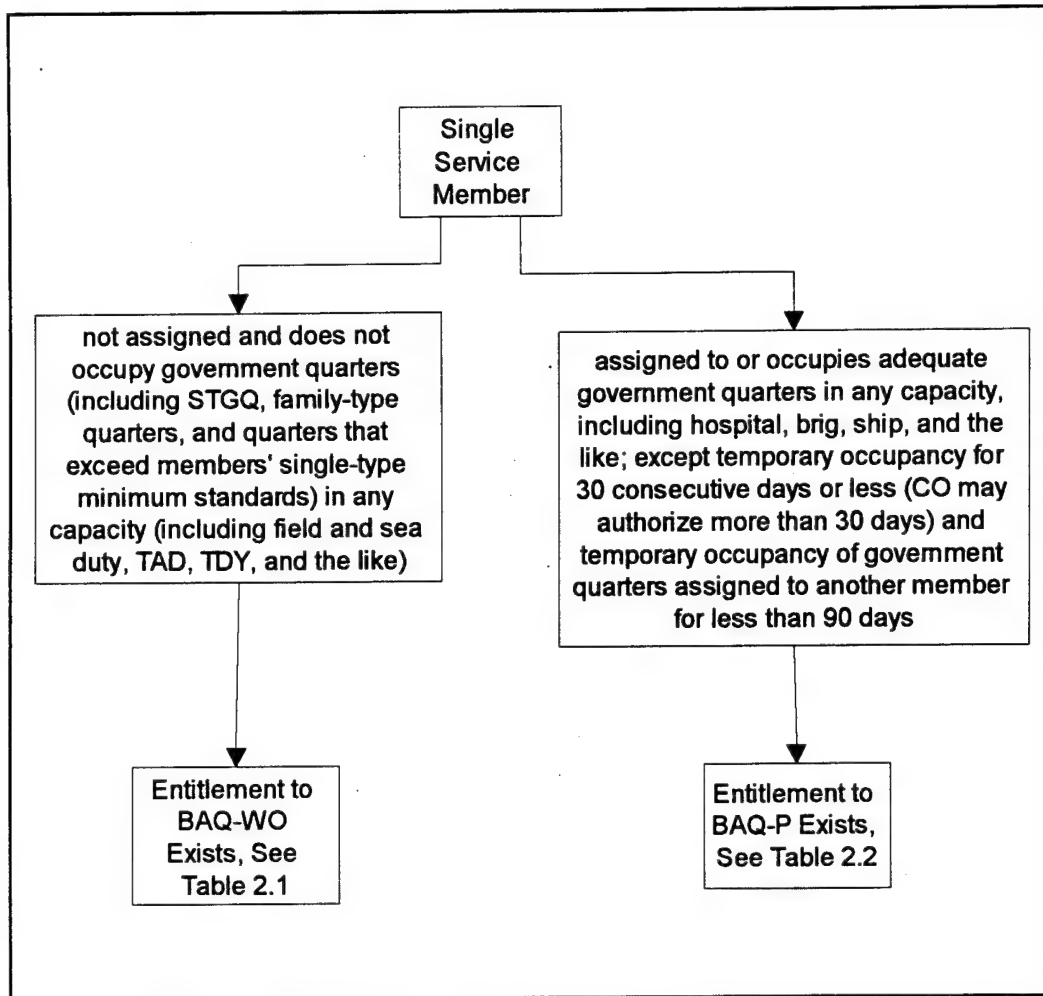 Single
Service
Member
not assigned and does not
occupy government quarters
(including STGQ, family-type
quarters, and quarters that
exceed members' single-type
minimum standards) in any
capacity (including field and sea
duty, TAD, TDY, and the like)
assigned to or occupies adequate
government quarters in any capacity,
including hospital, brig, ship, and the
like; except temporary occupancy for
30 consecutive days or less (CO may
authorize more than 30 days) and
temporary occupancy of government
quarters assigned to another member
for less than 90 days
Entitlement to
BAQ-WO
Exists, See
Table 2.1
Entitlement to
BAQ-P Exists,
See Table 2.2